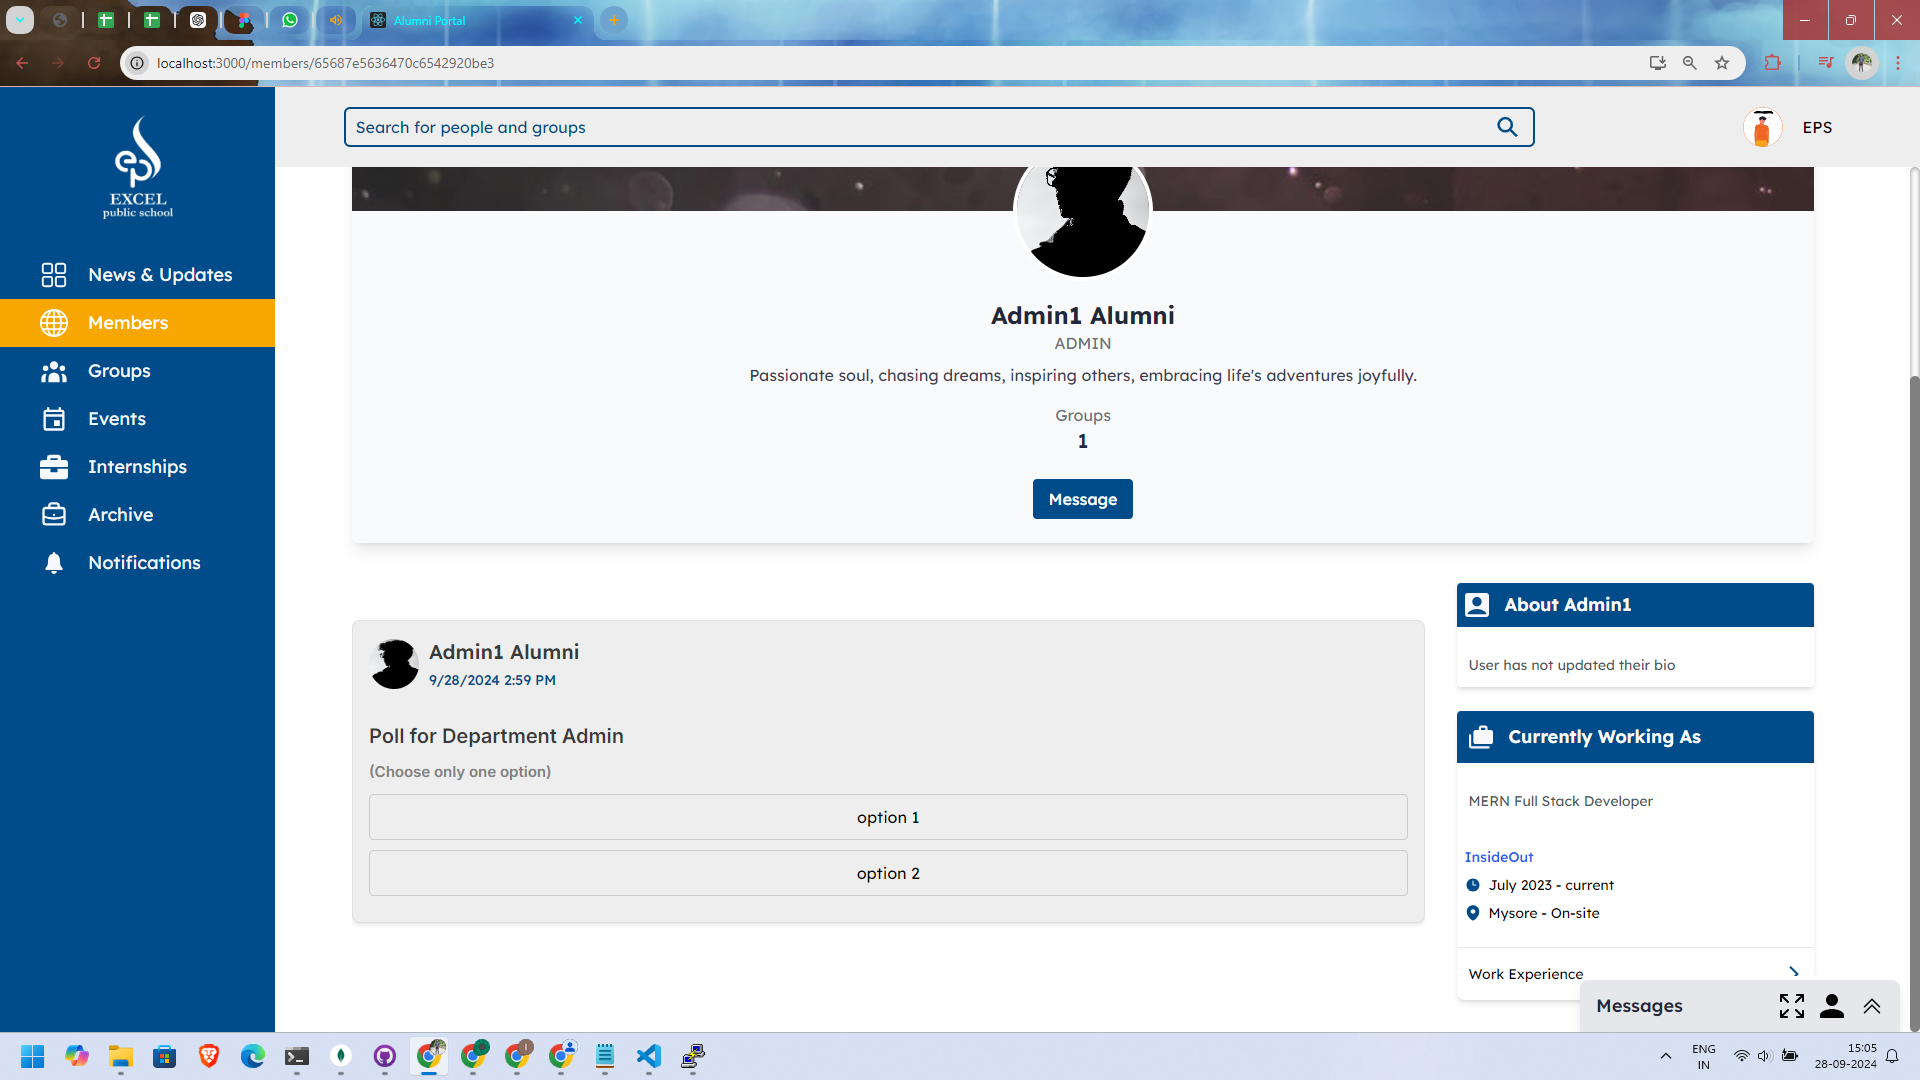 Alumni Portal
localhost:3000/members/65687e5636470c6542920be3
EXCEL
public school
Search for people and groups
EPS
News & Updates
Members
Groups
Events
Internships
Archive
Notifications
Admin1 Alumni
ADMIN
Passionate soul, chasing dreams, inspiring others, embracing life's adventures joyfully.
Groups
1
Message
Admin1 Alumni
9/28/2024 2:59 PM
Poll for Department Admin
(Choose only one option)
option 1
option 2
About Admin1
User has not updated their bio
Currently Working As
MERN Full Stack Developer
InsideOut
July 2023 - current
Mysore - On-site
Work Experience
Messages
ENG
IN
15:05
28-09-2024